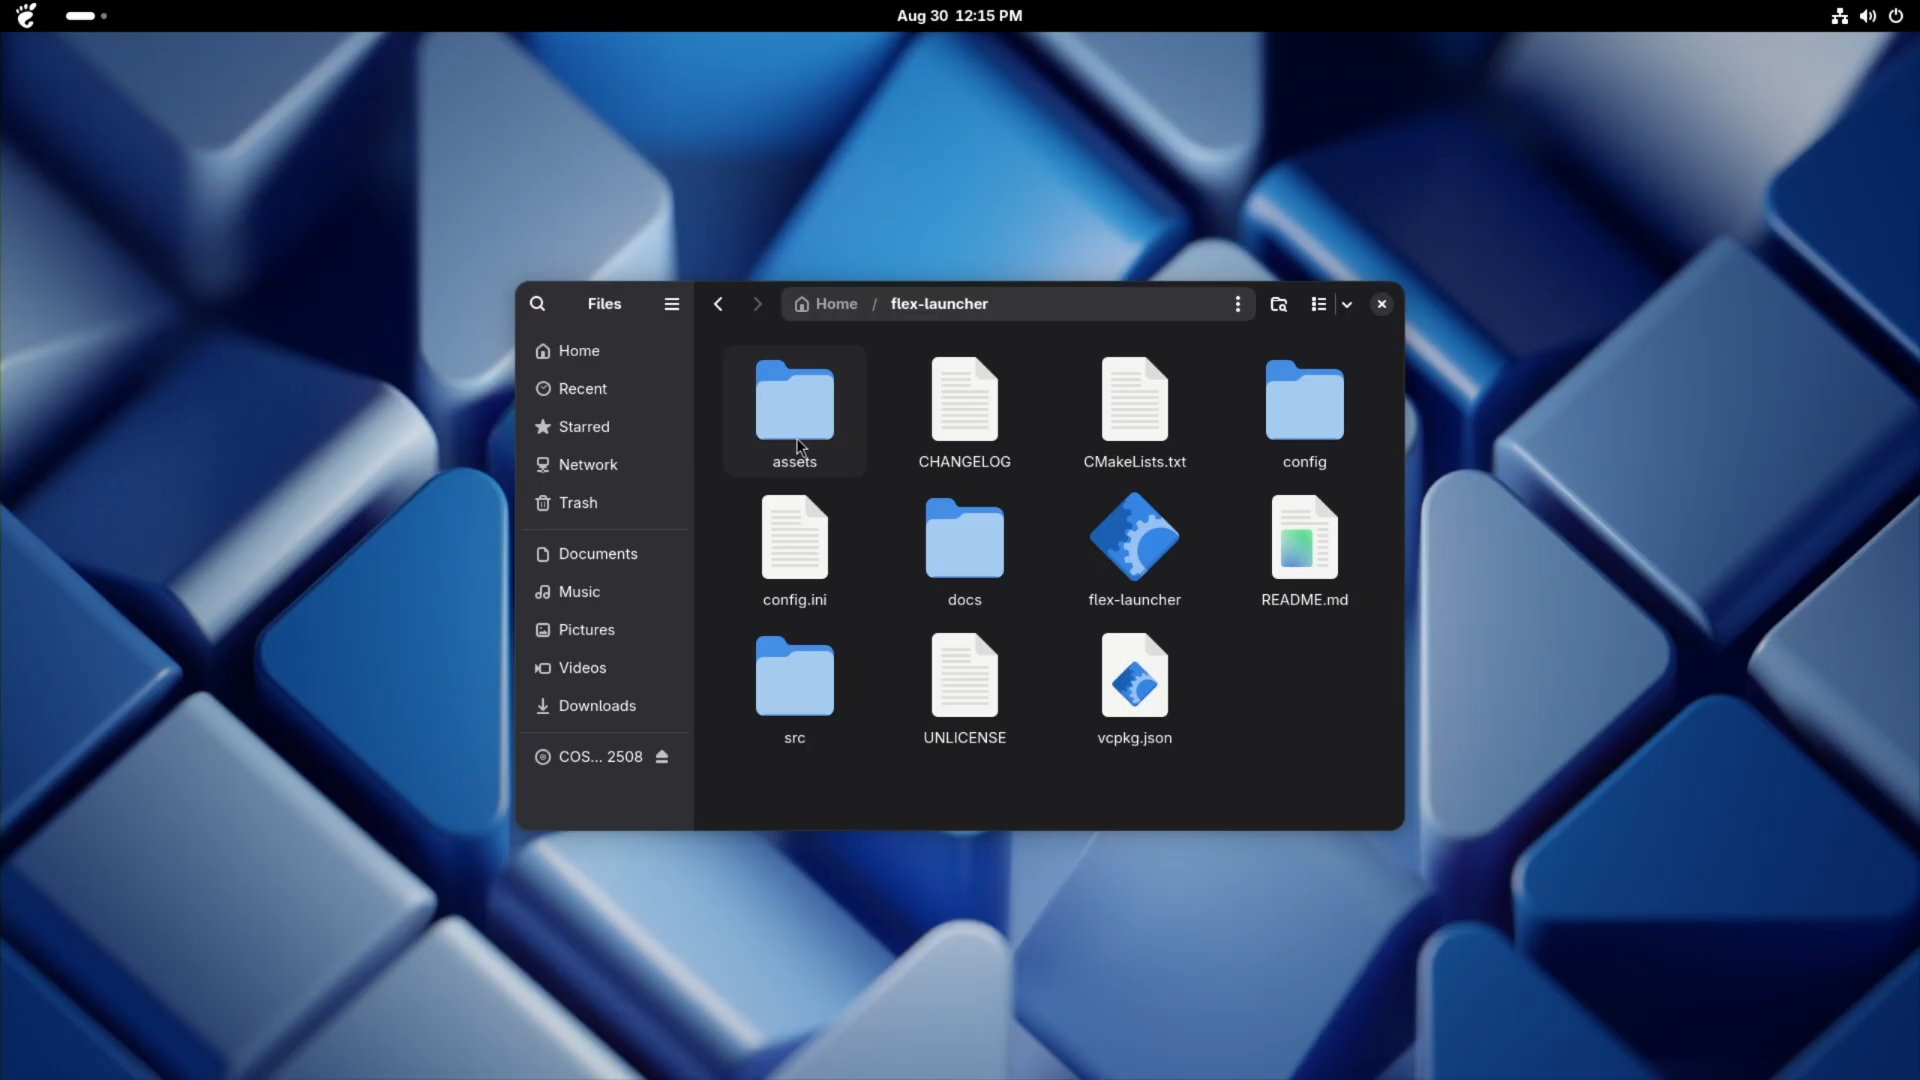 Aug 30 12:15 PM
Files
Home / flex-launcher
Home
Recent
Starred
Network
Trash
Documents
Music
Pictures
Videos
Downloads
COS... 2508
assets
CHANGELOG
CMakeLists.txt
config
config.ini
docs
flex-launcher
README.md
src
UNLICENSE
vcpkg.json